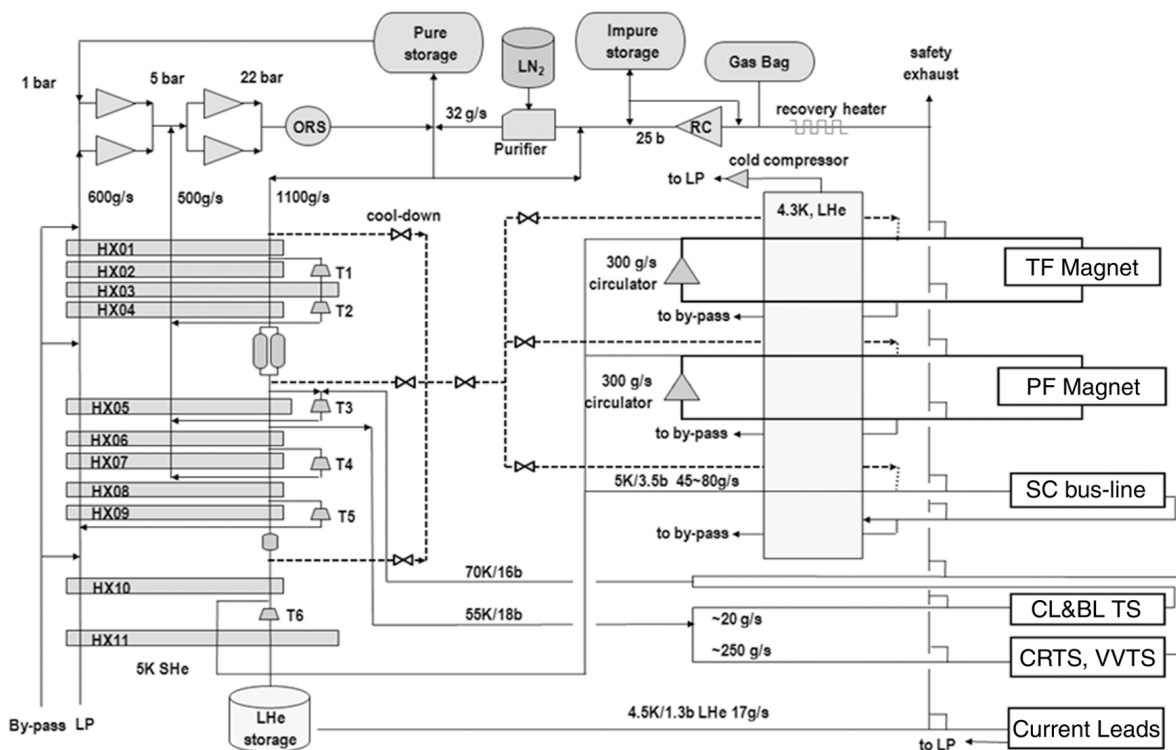 Pure
storage
LN₂
Impure
storage
Gas Bag
safety
exhaust
1 bar
5 bar
22 bar
ORS
32 g/s
Purifier
25 b
RC
recovery heater
cold compressor
to LP
600g/s
500g/s
1100g/s
cool-down
4.3K, LHe
HX01
HX02
HX03
HX04
T1
T2
300 g/s
circulator
TF Magnet
to by-pass
HX05
T3
300 g/s
circulator
PF Magnet
to by-pass
HX06
HX07
T4
HX08
HX09
T5
5K/3.5b 45~80g/s
SC bus-line
to by-pass
HX10
70K/16b
T6
55K/18b
~20 g/s
CL&BL TS
HX11
~250 g/s
CRTS, VVTS
5K SHe
By-pass LP
LHe
storage
4.5K/1.3b LHe 17g/s
Current Leads
to LP